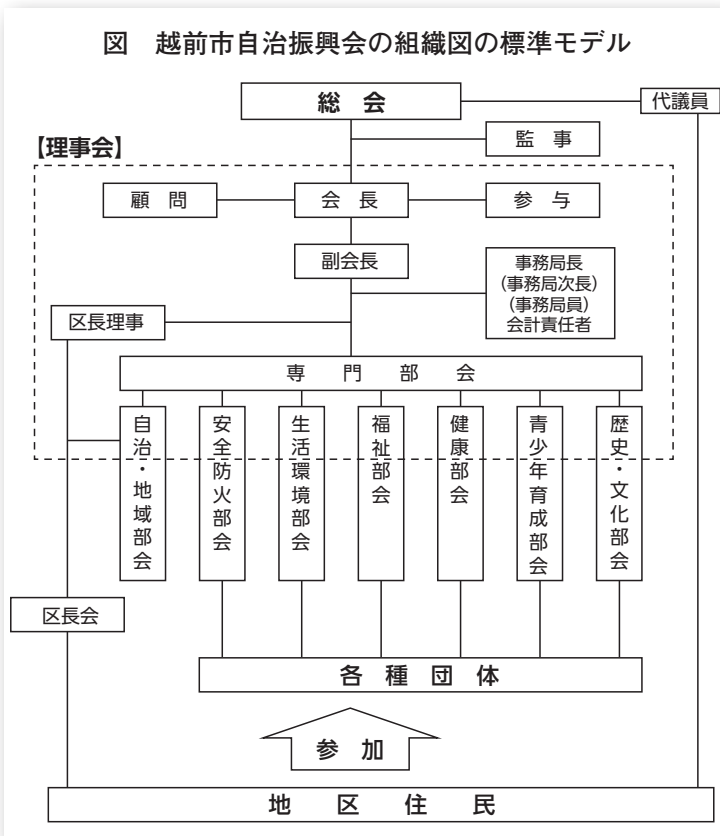 図　越前市自治振興会の組織図の標準モデル
総　会
代議員
監　事
【理事会】
顧　問
会　長
参　与
副会長
事務局長
(事務局次長)
(事務局員)
会計責任者
区長理事
専　門　部　会
自治・地域部会
安全防火部会
生活環境部会
福祉部会
健康部会
青少年育成部会
歴史・文化部会
区長会
各　種　団　体
参　加
地　区　住　民